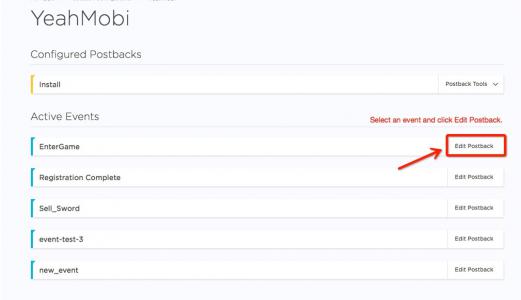 YeahMobi
Configured Postbacks
Install
Postback Tools
Active Events
Select an event and click Edit Postback.
EnterGame
Edit Postback
Registration Complete
Edit Postback
Sell_Sword
Edit Postback
event-test-3
Edit Postback
new_event
Edit Postback